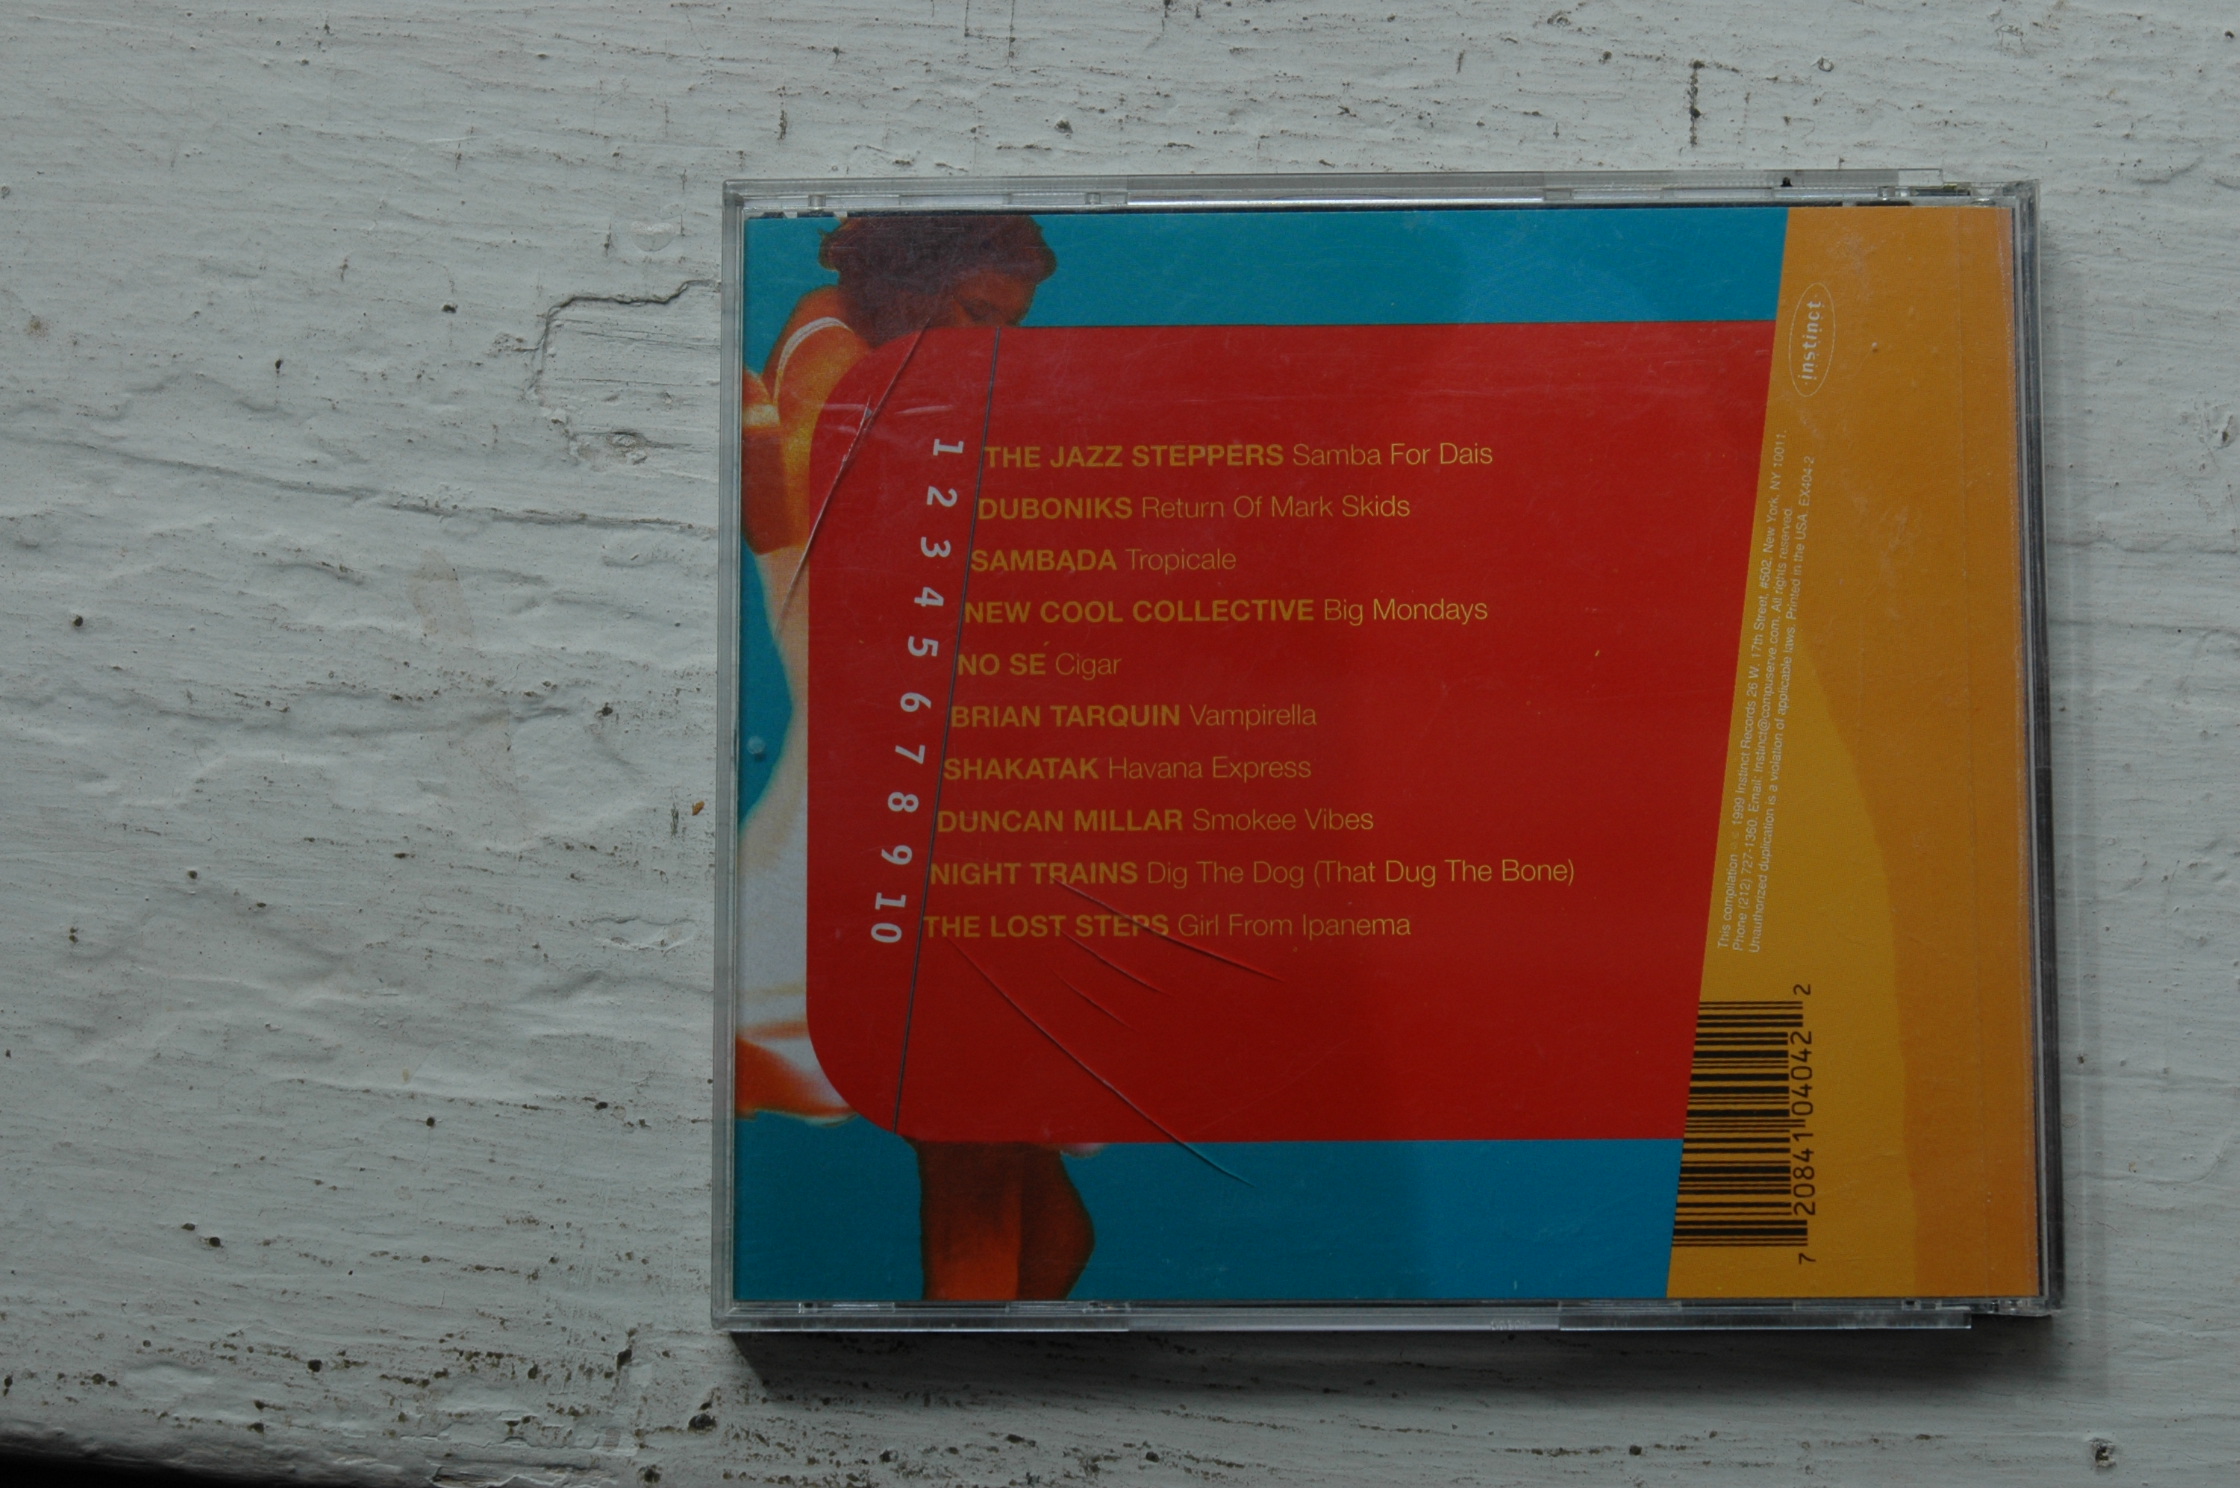 1 THE JAZZ STEPPERS Samba For Dais
2 DUBONIKS Return Of Mark Skids
3 SAMBADA Tropicale
4 NEW COOL COLLECTIVE Big Mondays
5 NO SE Cigar
6 BRIAN TARQUIN Vampirella
7 SHAKATAK Havana Express
8 DUNCAN MILLAR Smokee Vibes
9 NIGHT TRAINS Dig The Dog (That Dug The Bone)
10 THE LOST STEPS Girl From Ipanema
instinct
This compilation ℗ © 1999 Instinct Records 26 W. 17th Street, #502, New York, NY 10011.
Phone (212) 727-1360. Email: Instinct@compuserve.com. All rights reserved.
Unauthorized duplication is a violation of applicable laws. Printed in the USA. EX404-2
7 20841 04042 2